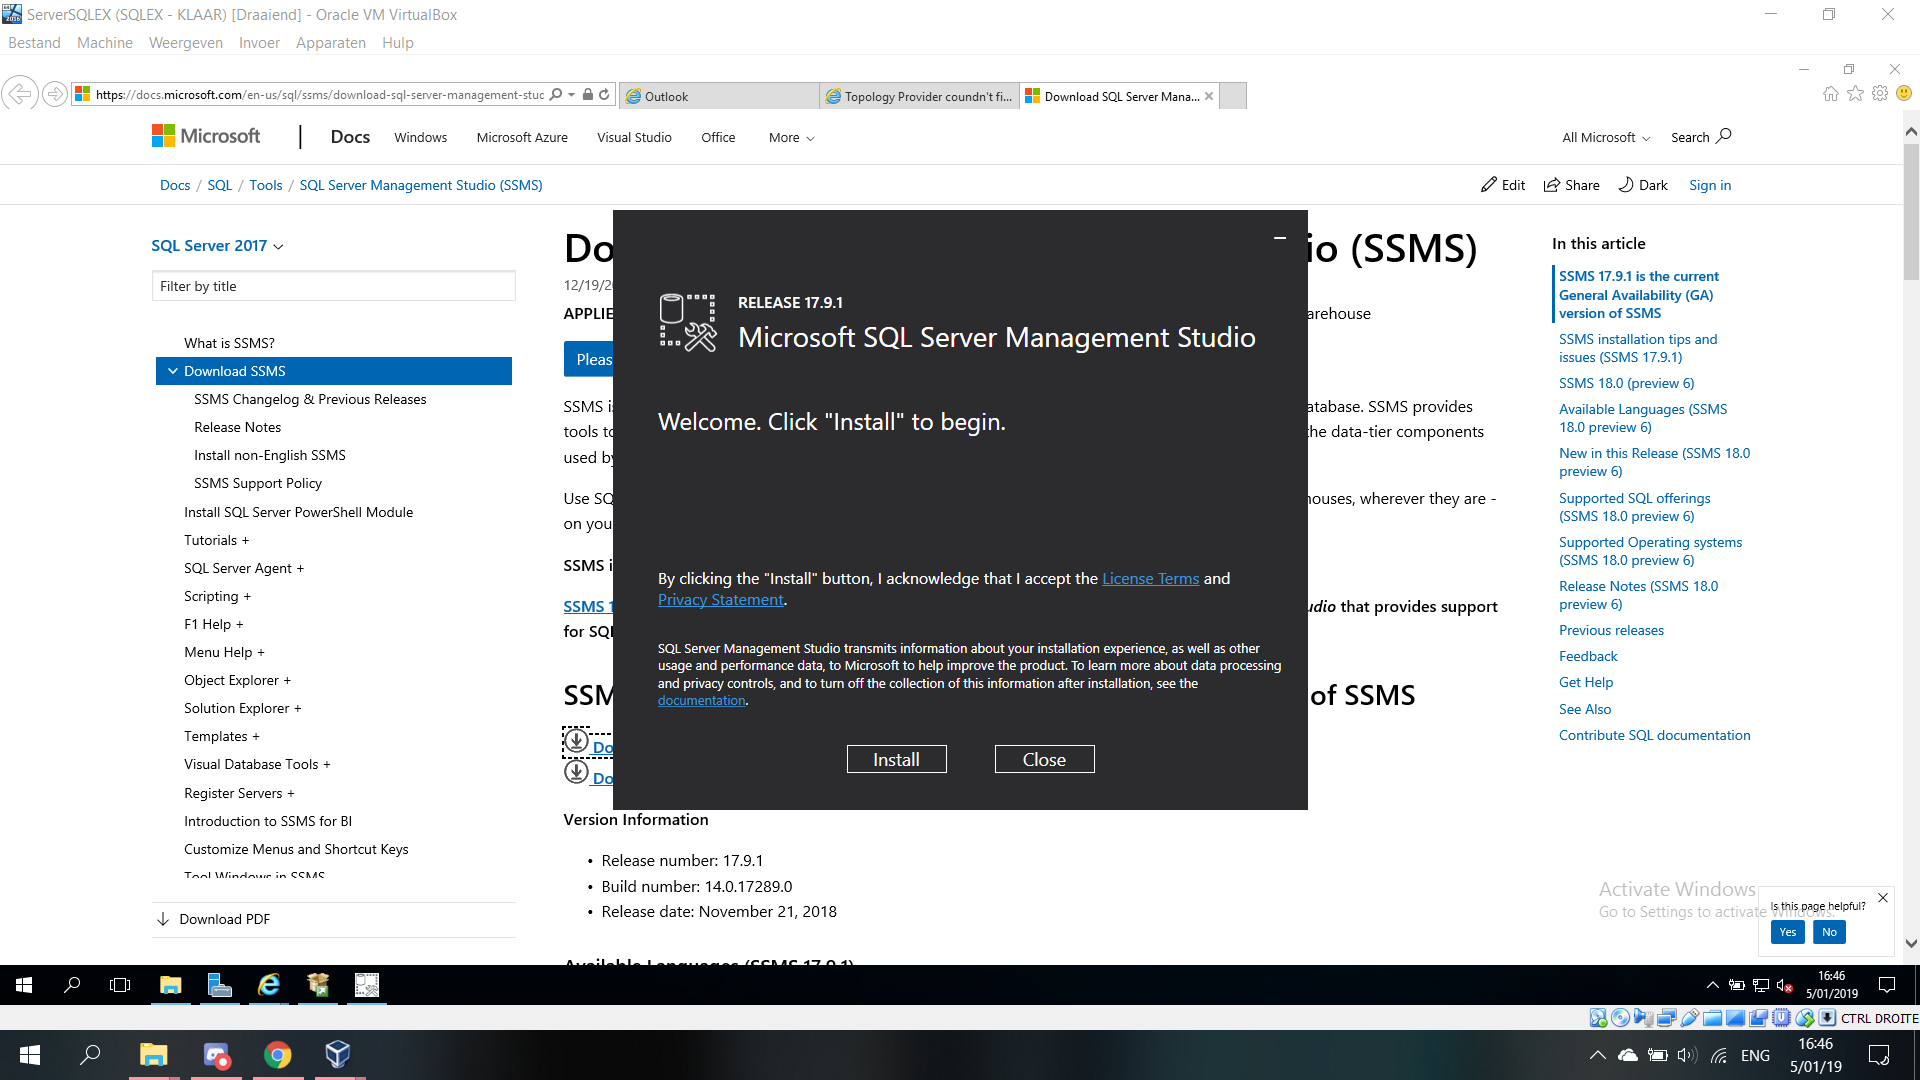 ServerSQLEX (SQLEX - KLAAR) [Draaiend] - Oracle VM VirtualBox
Bestand Machine Weergeven Invoer Apparaten Hulp
https://docs.microsoft.com/en-us/sql/ssms/download-sql-server-management-stuc
Outlook
Topology Provider coundn't fi...
Download SQL Server Mana...
Microsoft
Docs
Windows
Microsoft Azure
Visual Studio
Office
More
All Microsoft
Search
Docs / SQL / Tools / SQL Server Management Studio (SSMS)
Edit
Share
Dark
Sign in
SQL Server 2017
Filter by title
What is SSMS?
Download SSMS
SSMS Changelog & Previous Releases
Release Notes
Install non-English SSMS
SSMS Support Policy
Install SQL Server PowerShell Module
Tutorials +
SQL Server Agent +
Scripting +
F1 Help +
Menu Help +
Object Explorer +
Solution Explorer +
Templates +
Visual Database Tools +
Register Servers +
Introduction to SSMS for BI
Customize Menus and Shortcut Keys
Tool Windows in SSMS
Download PDF
Do
io (SSMS)
12/19/2
APPLIE
arehouse
Pleas
SSMS i
atabase. SSMS provides
tools to
he data-tier components
used by
Use SQ
houses, wherever they are -
on you
SSMS i
SSMS 1
udio that provides support
for SQL
SSM
of SSMS
Do
Do
RELEASE 17.9.1
Microsoft SQL Server Management Studio
Welcome. Click "Install" to begin.
By clicking the "Install" button, I acknowledge that I accept the License Terms and
Privacy Statement.
SQL Server Management Studio transmits information about your installation experience, as well as other
usage and performance data, to Microsoft to help improve the product. To learn more about data processing
and privacy controls, and to turn off the collection of this information after installation, see the
documentation.
Install
Close
Version Information
• Release number: 17.9.1
• Build number: 14.0.17289.0
• Release date: November 21, 2018
Available Languages (SSMS 17.9.1)
In this article
SSMS 17.9.1 is the current
General Availability (GA)
version of SSMS
SSMS installation tips and
issues (SSMS 17.9.1)
SSMS 18.0 (preview 6)
Available Languages (SSMS
18.0 preview 6)
New in this Release (SSMS 18.0
preview 6)
Supported SQL offerings
(SSMS 18.0 preview 6)
Supported Operating systems
(SSMS 18.0 preview 6)
Release Notes (SSMS 18.0
preview 6)
Previous releases
Feedback
Get Help
See Also
Contribute SQL documentation
Activate Windows
Go to Settings to activate Windows.
Is this page helpful?
Yes
No
16:46
5/01/2019
CTRL DROITE
ENG
16:46
5/01/19